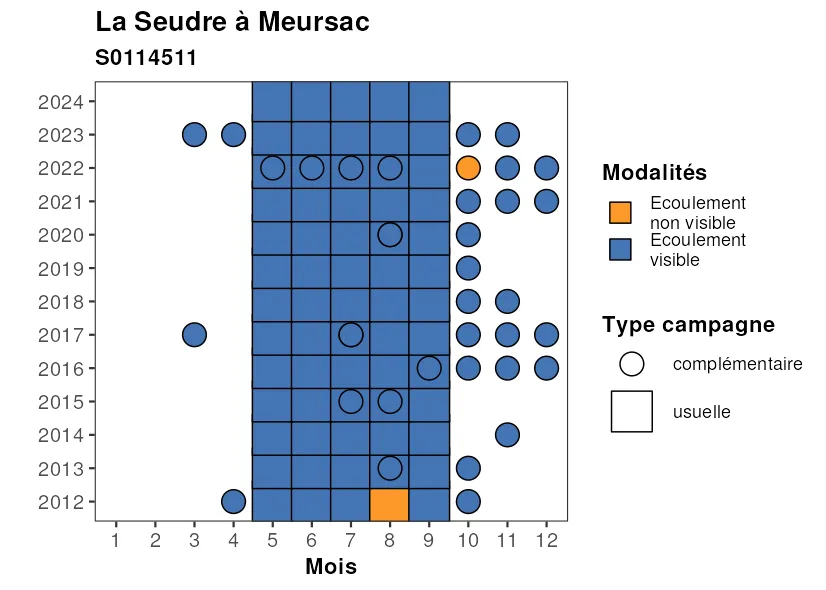 La Seudre à Meursac
S0114511
2024
2023
2022
2021
2020
2019
2018
2017
2016
2015
2014
2013
2012
1 2 3 4 5 6 7 8 9 10 11 12
Mois
Modalités
Ecoulement
non visible
Ecoulement
visible
Type campagne
complémentaire
usuelle